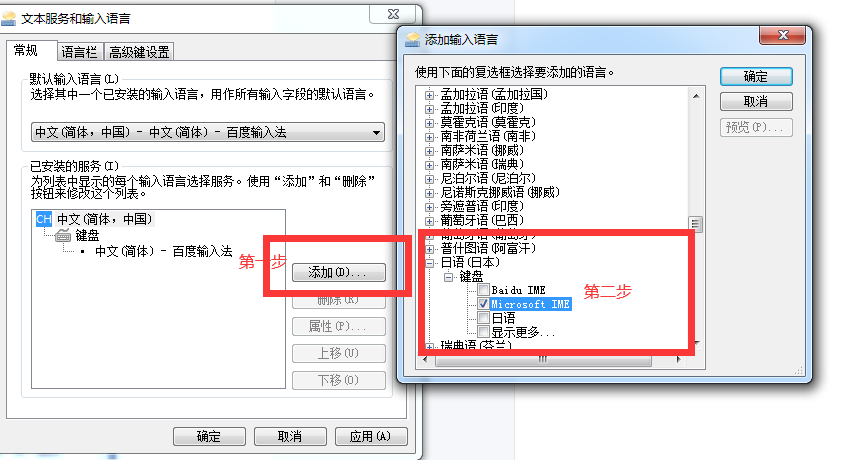 文本服务和输入语言
常规
语言栏
高级键设置
默认输入语言(L)
选择其中一个已安装的输入语言，用作所有输入字段的默认语言。
中文(简体，中国) - 中文(简体) - 百度输入法
已安装的服务(I)
为列表中显示的每个输入语言选择服务。使用“添加”和“删除”
按钮来修改这个列表。
CH 中文(简体，中国)
键盘
中文(简体) - 百度输入法
第一步
添加(D)...
删除(R)
属性(P)...
上移(U)
下移(O)
确定
取消
应用(A)
添加输入语言
使用下面的复选框选择要添加的语言。
孟加拉语(孟加拉国)
孟加拉语(印度)
莫霍克语(莫霍克)
南非荷兰语(南非)
南萨米语(挪威)
南萨米语(瑞典)
尼泊尔语(尼泊尔)
尼诺斯克挪威语(挪威)
旁遮普语(印度)
葡萄牙语(巴西)
葡萄牙语(葡萄牙)
普什图语(阿富汗)
日语(日本)
键盘
Baidu IME
Microsoft IME
日语
显示更多...
瑞典语(芬兰)
第二步
确定
取消
预览(P)...